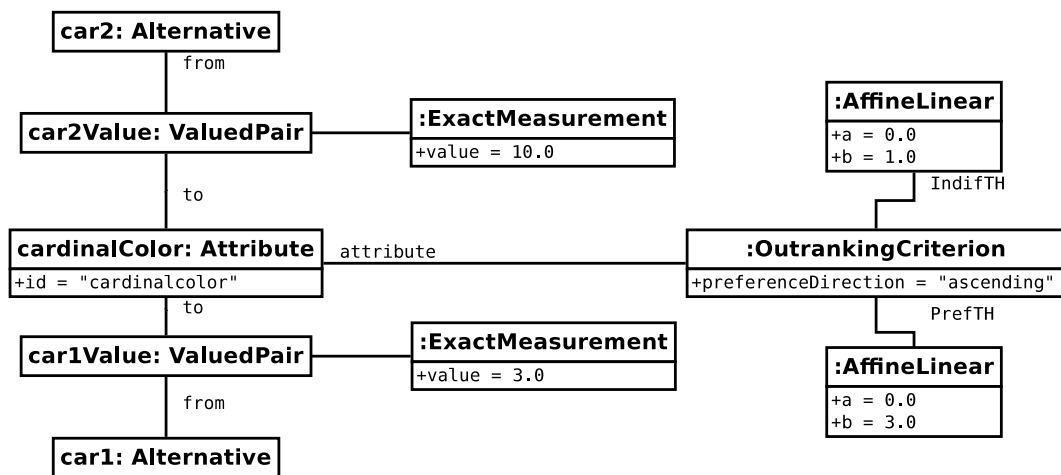 car2: Alternative
from
car2Value: ValuedPair
:ExactMeasurement
+value = 10.0
:AffineLinear
+a = 0.0
+b = 1.0
IndifTH
to
cardinalColor: Attribute
+id = "cardinalcolor"
attribute
:OutrankingCriterion
+preferenceDirection = "ascending"
to
PrefTH
car1Value: ValuedPair
:ExactMeasurement
+value = 3.0
:AffineLinear
+a = 0.0
+b = 3.0
from
car1: Alternative